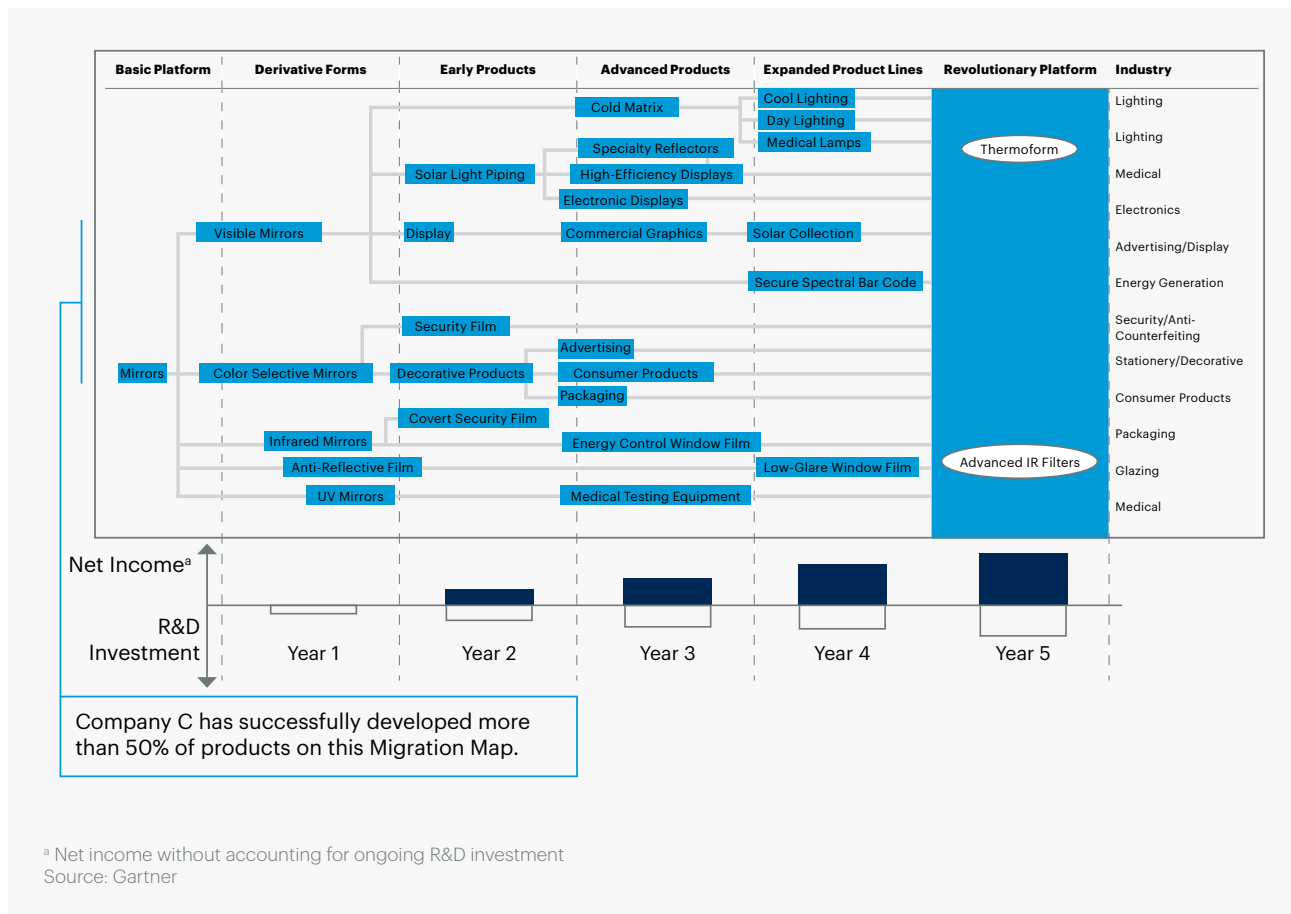 Basic Platform
Derivative Forms
Early Products
Advanced Products
Expanded Product Lines
Revolutionary Platform
Industry
Cool Lighting
Lighting
Cold Matrix
Day Lighting
Lighting
Medical Lamps
Specialty Reflectors
Thermoform
Solar Light Piping
High-Efficiency Displays
Medical
Electronic Displays
Electronics
Visible Mirrors
Display
Commercial Graphics
Solar Collection
Advertising/Display
Secure Spectral Bar Code
Energy Generation
Security Film
Security/Anti-
Counterfeiting
Advertising
Stationery/Decorative
Mirrors
Color Selective Mirrors
Decorative Products
Consumer Products
Packaging
Consumer Products
Covert Security Film
Packaging
Infrared Mirrors
Energy Control Window Film
Advanced IR Filters
Anti-Reflective Film
Low-Glare Window Film
Glazing
UV Mirrors
Medical Testing Equipment
Medical
Net Incomeᵃ
R&D
Investment
Year 1
Year 2
Year 3
Year 4
Year 5
Company C has successfully developed more
than 50% of products on this Migration Map.
ᵃ Net income without accounting for ongoing R&D investment
Source: Gartner